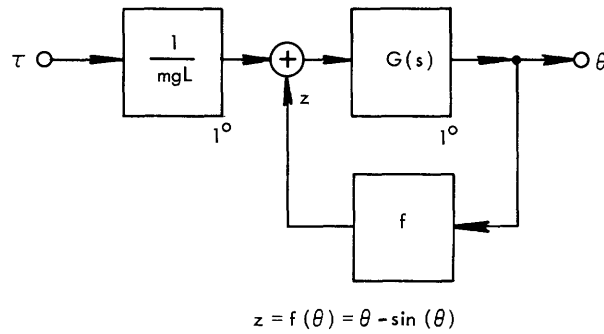 τ
1
mgL
1°
+
z
G(s)
1°
θ
f
z = f (θ) = θ - sin (θ)